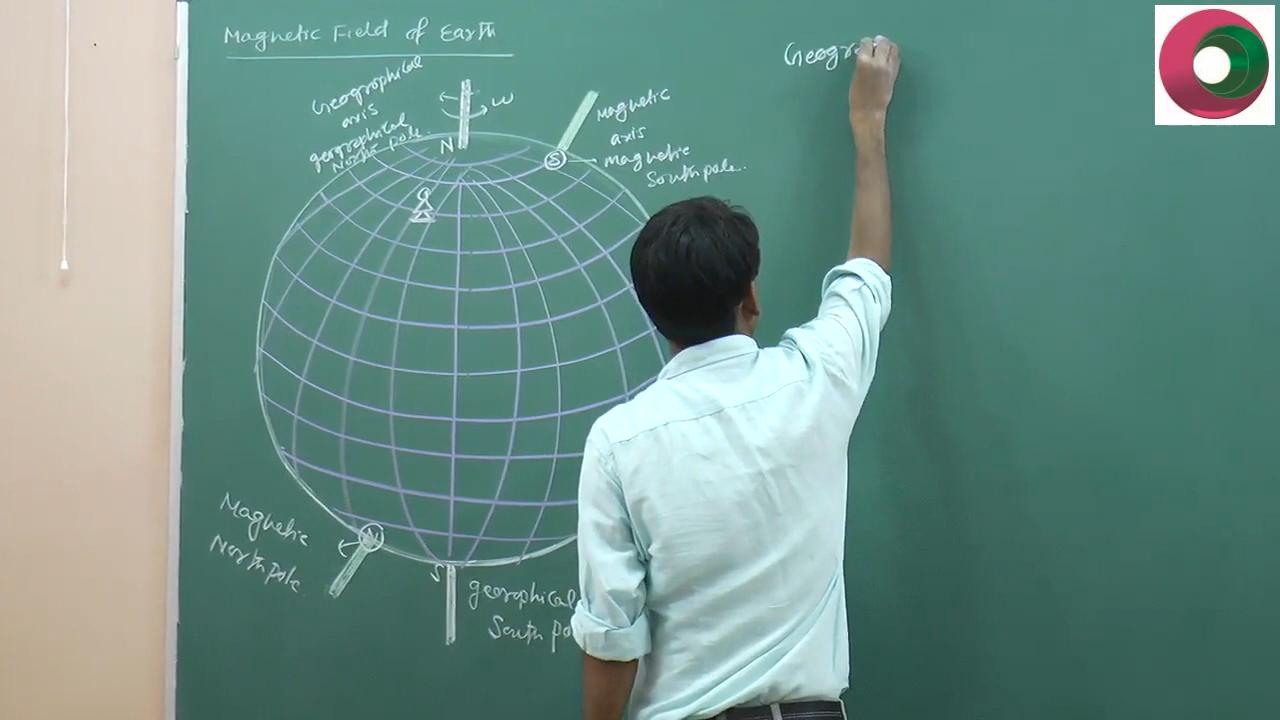 Magnetic Field of Earth
Geographical
axis
geographical
North pole.
ω
N
S
Magnetic
axis
magnetic
South pole.
Geogra
Magnetic
North pole.
N
S
geographical
South po